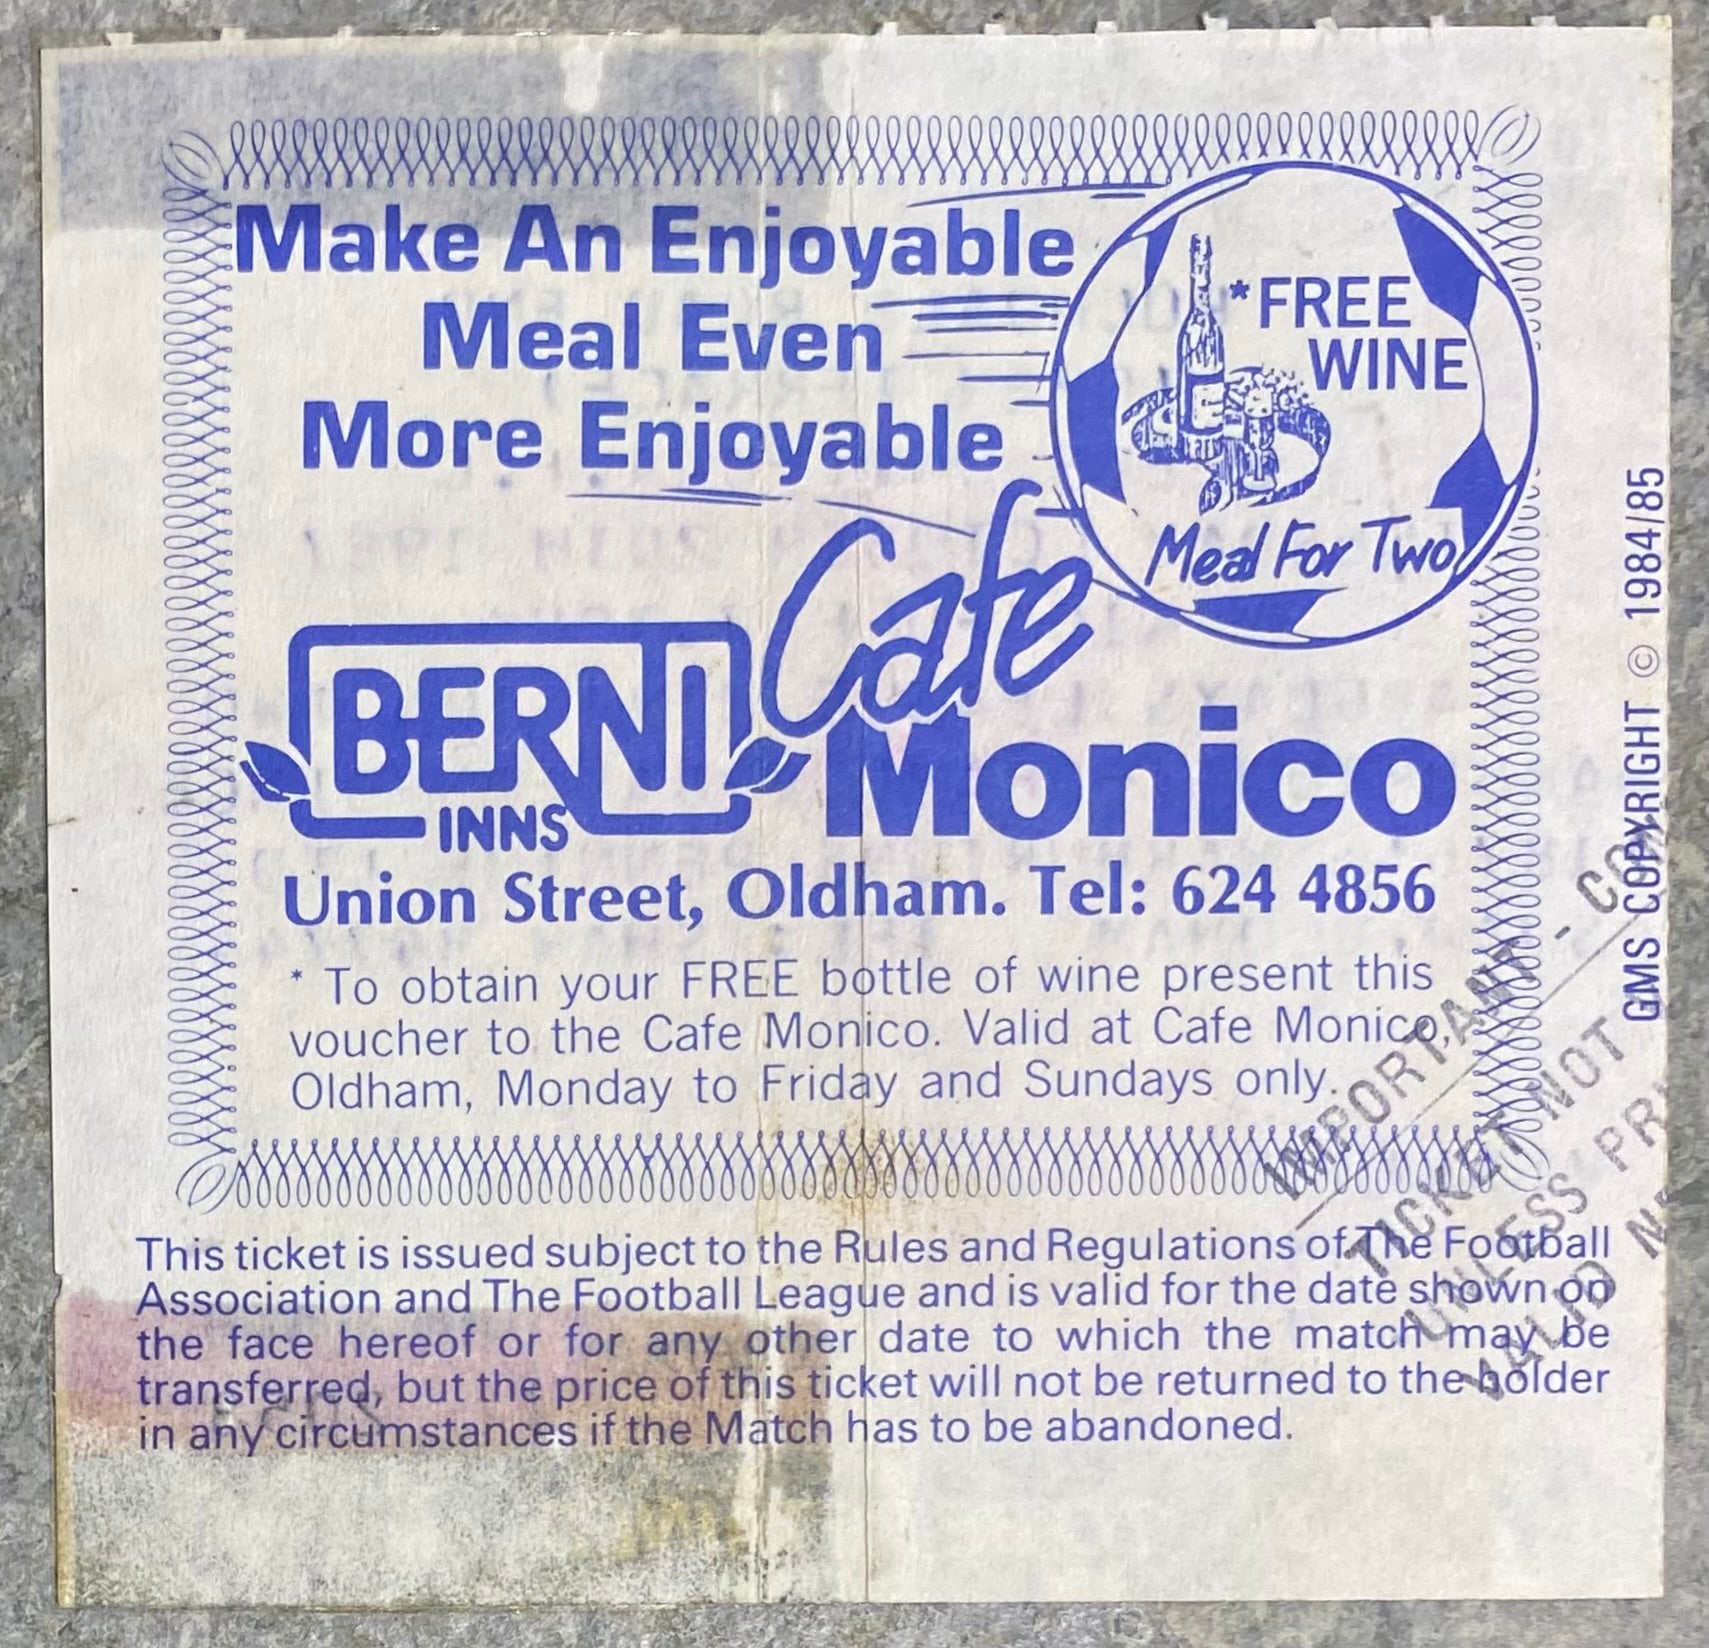 Make An Enjoyable
Meal Even
More Enjoyable
*FREE
WINE
Meal For Two
BERNI
INNS
Cafe
Monico
Union Street, Oldham. Tel: 624 4856
* To obtain your FREE bottle of wine present this
voucher to the Cafe Monico. Valid at Cafe Monico,
Oldham, Monday to Friday and Sundays only.
This ticket is issued subject to the Rules and Regulations of The Football
Association and The Football League and is valid for the date shown on
the face hereof or for any other date to which the match may be
transferred, but the price of this ticket will not be returned to the holder
in any circumstances if the Match has to be abandoned.
GMS COPYRIGHT © 1984/85
IMPORTANT -
TICKET NOT
UNLESS
VALID